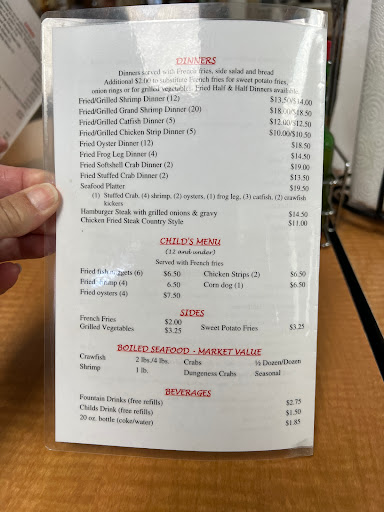 DINNERS
Dinners served with French fries, side salad and bread
Additional $2.00 to substitute French fries for sweet potato fries,
onion rings or for grilled vegetables. Fried Half & Half Dinners available.
Fried/Grilled Shrimp Dinner (12) $13.50/$14.00
Fried/Grilled Grand Shrimp Dinner (20) $18.00/$18.50
Fried/Grilled Catfish Dinner (5) $12.00/$12.50
Fried/Grilled Chicken Strip Dinner (5) $10.00/$10.50
Fried Oyster Dinner (12) $18.50
Fried Frog Leg Dinner (4) $14.50
Fried Softshell Crab Dinner (2) $19.00
Fried Stuffed Crab Dinner (2) $13.50
Seafood Platter $19.50
(1) Stuffed Crab, (4) shrimp, (2) oysters, (1) frog leg, (3) catfish, (2) crawfish
kickers
Hamburger Steak with grilled onions & gravy $14.50
Chicken Fried Steak Country Style $11.00
CHILD'S MENU
(12 and under)
Served with French fries
Fried fish nuggets (6) $6.50 Chicken Strips (2) $6.50
Fried shrimp (4) 6.50 Corn dog (1) $6.50
Fried oysters (4) $7.50
SIDES
French Fries $2.00
Grilled Vegetables $3.25 Sweet Potato Fries $3.25
BOILED SEAFOOD - MARKET VALUE
Crawfish 2 lbs./4 lbs. Crabs ½ Dozen/Dozen
Shrimp 1 lb. Dungeness Crabs Seasonal
BEVERAGES
Fountain Drinks (free refills) $2.75
Childs Drink (free refills) $1.50
20 oz. bottle (coke/water) $1.85